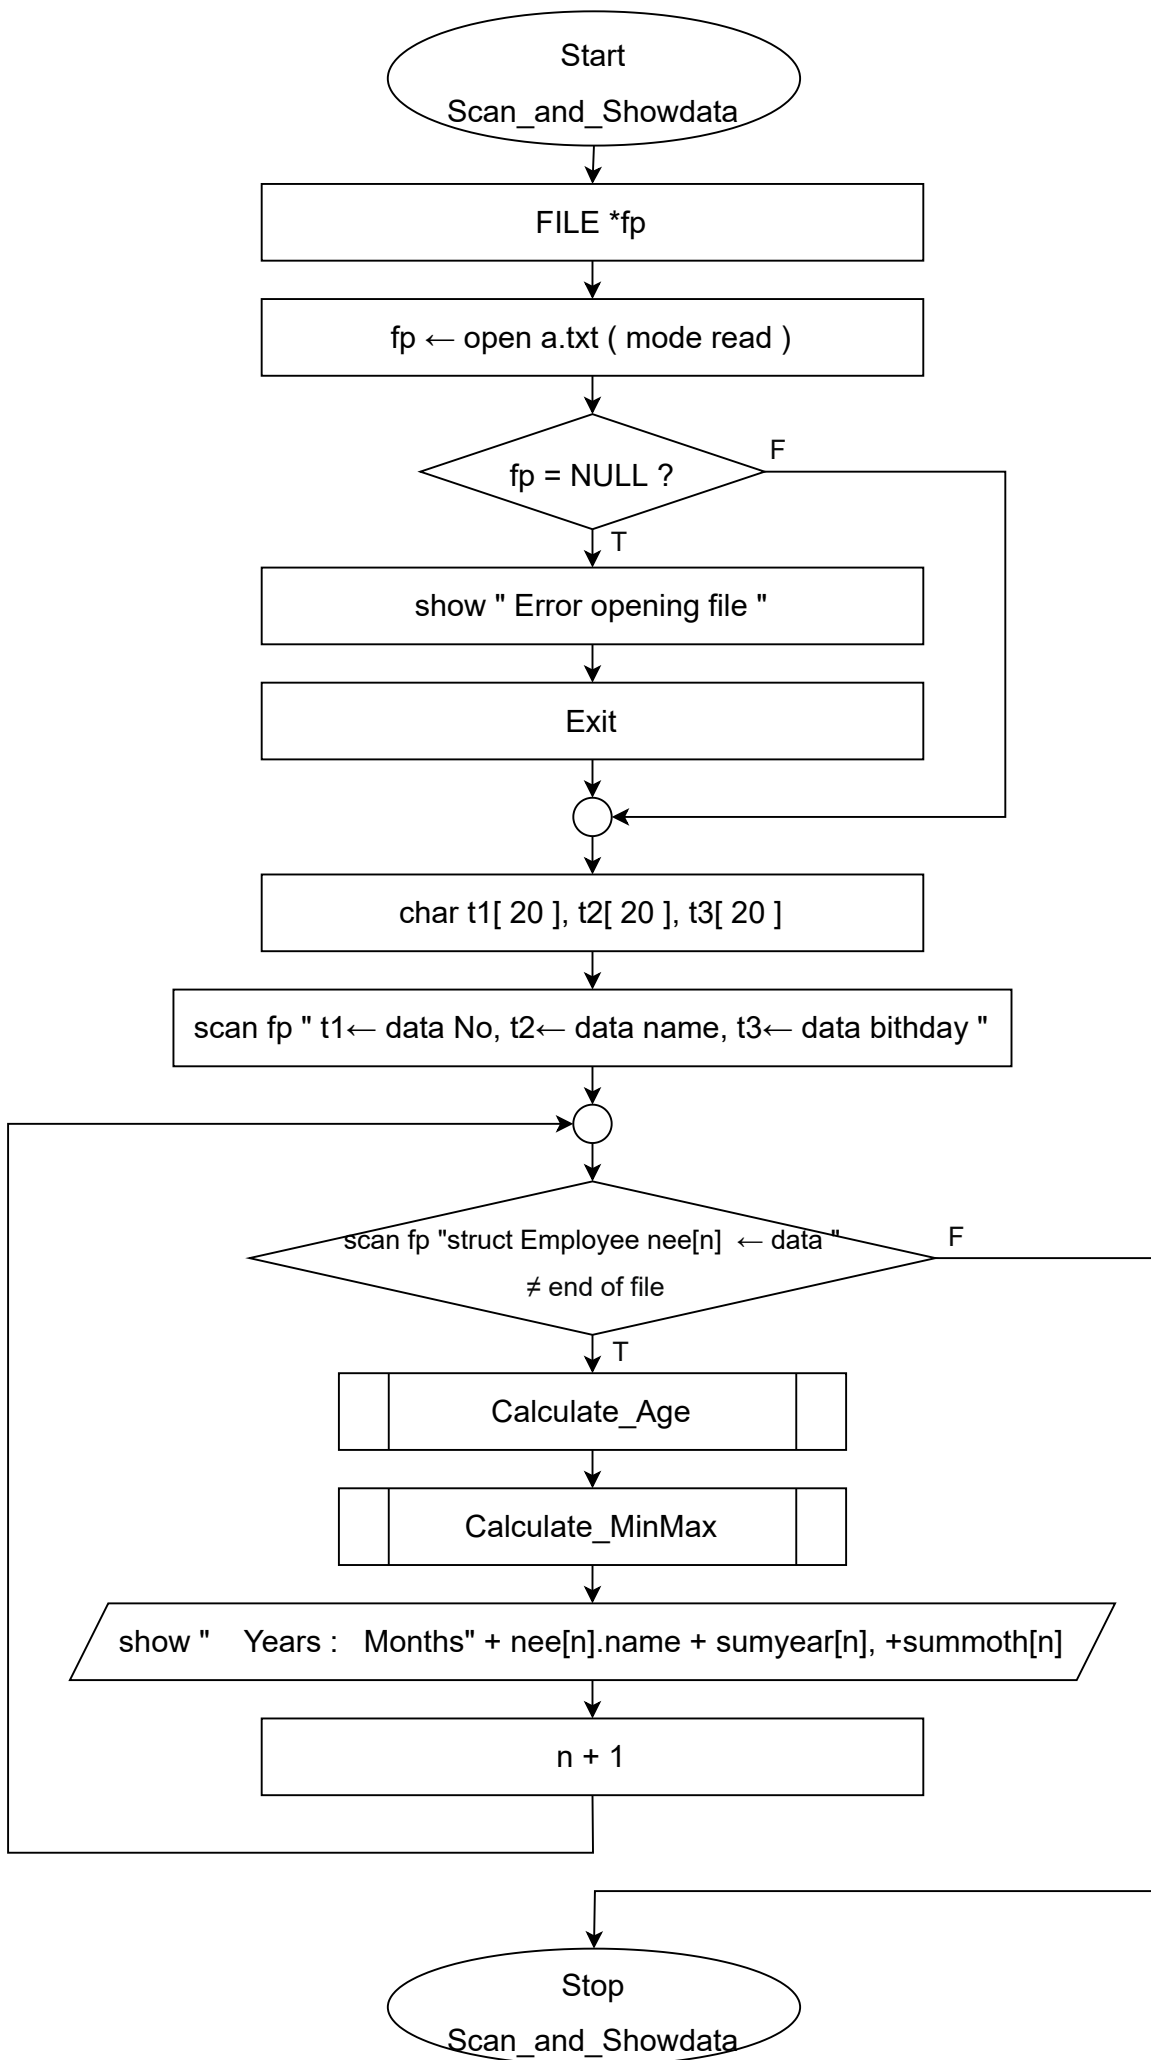 Start
Scan_and_Showdata
FILE *fp
fp ← open a.txt ( mode read )
fp = NULL ?
F
T
show " Error opening file "
Exit
char t1[ 20 ], t2[ 20 ], t3[ 20 ]
scan fp " t1← data No, t2← data name, t3← data bithday "
scan fp "struct Employee nee[n] ← data "
≠ end of file
F
T
Calculate_Age
Calculate_MinMax
show " Years : Months" + nee[n].name + sumyear[n], +summoth[n]
n + 1
Stop
Scan_and_Showdata